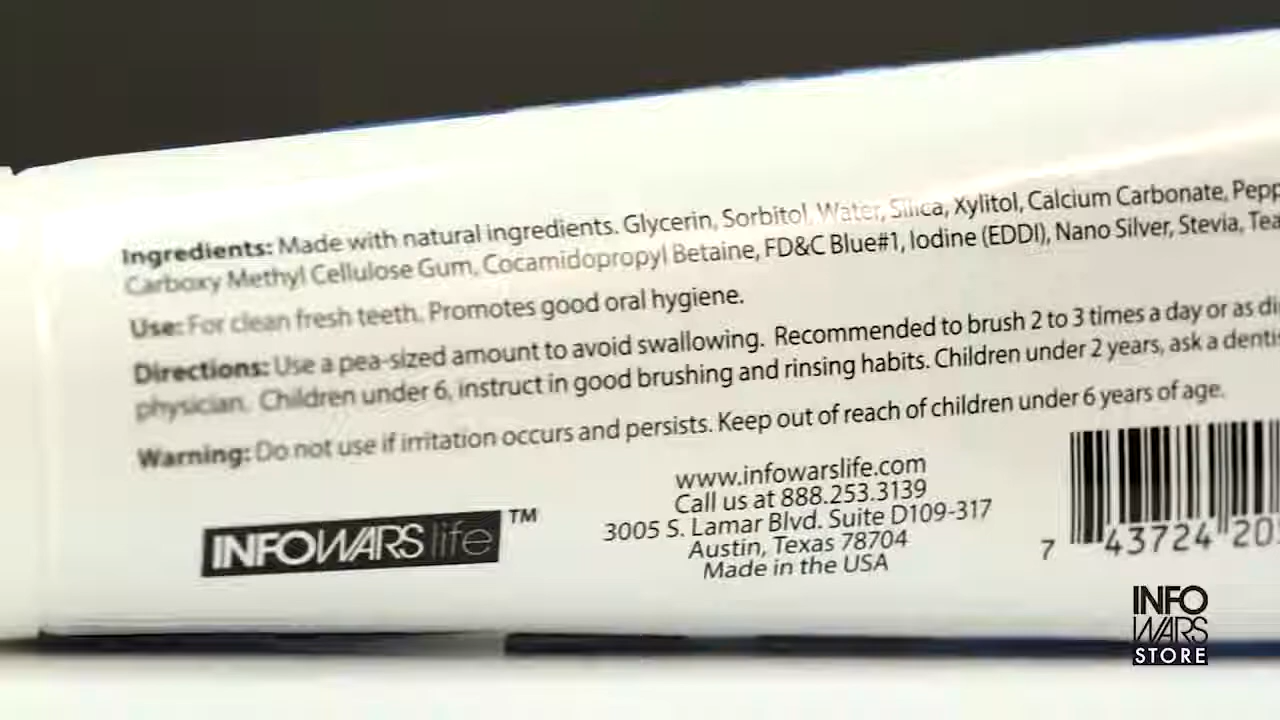 Ingredients: Made with natural ingredients. Glycerin, Sorbitol, Water, Silica, Xylitol, Calcium Carbonate,
Carboxy Methyl Cellulose Gum, Cocamidopropyl Betaine, FD&C Blue#1, Iodine (EDDI), Nano Silver, Stevia,
Use: For clean fresh teeth. Promotes good oral hygiene.
Directions: Use a pea-sized amount to avoid swallowing. Recommended to brush 2 to 3 times a day or as
physician. Children under 6, instruct in good brushing and rinsing habits. Children under 2 years, ask a
Warning: Do not use if irritation occurs and persists. Keep out of reach of children under 6 years of age.
www.infowarslife.com
Call us at 888.253.3139
3005 S. Lamar Blvd. Suite D109-317
Austin, Texas 78704
Made in the USA
INFOWARS life ™
7 43724 20
INFO
WARS
STORE